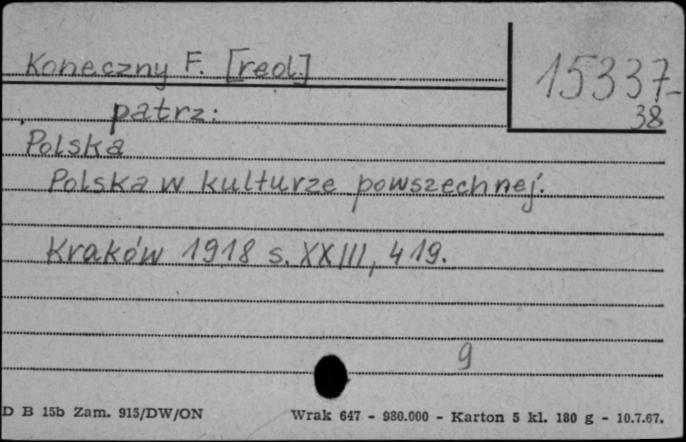 Koneczny F. [red.]
15337-
38
patrz:
Polska
Polska w kulturze powszechnej.
Kraków 1918 s. XXIII, 419.
9
D B 15b Zam. 915/DW/ON
Wrak 647 - 980.000 - Karton 5 kl. 180 g - 10.7.67.